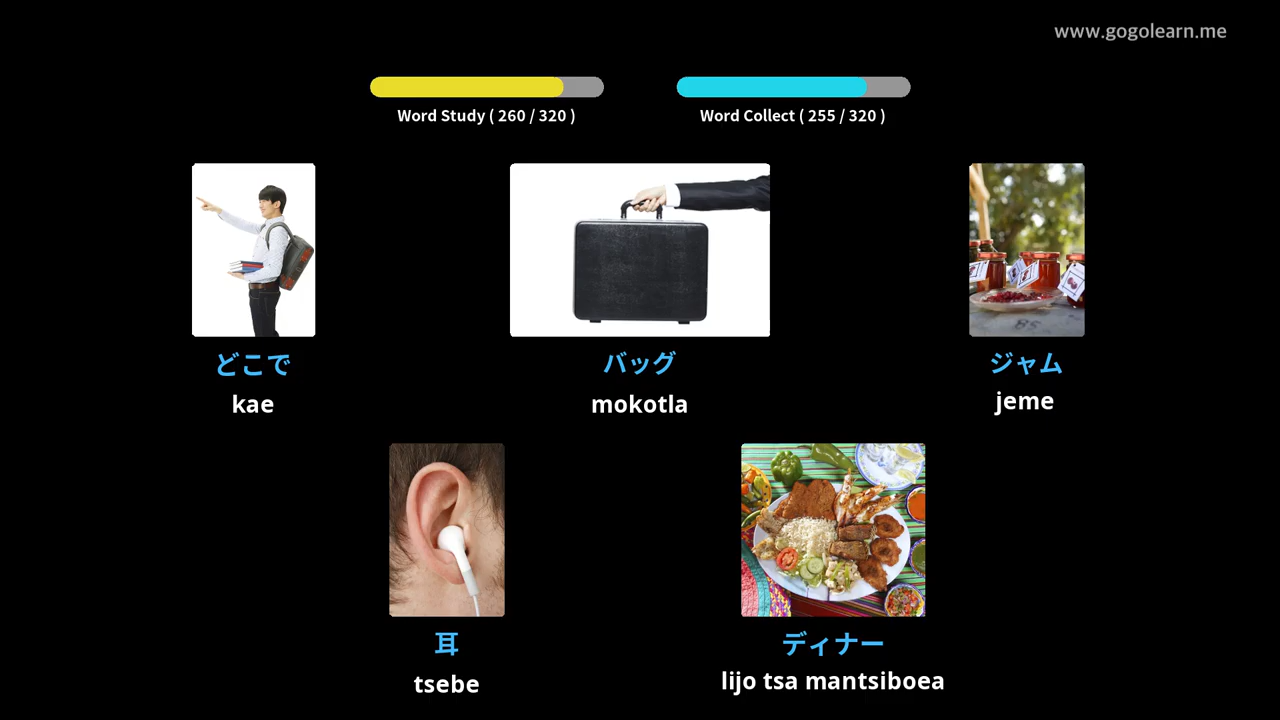 www.gogolearn.me
Word Study ( 260 / 320 )
Word Collect ( 255 / 320 )
どこで
kae
バッグ
mokotla
ジャム
jeme
耳
tsebe
ディナー
lijo tsa mantsiboea